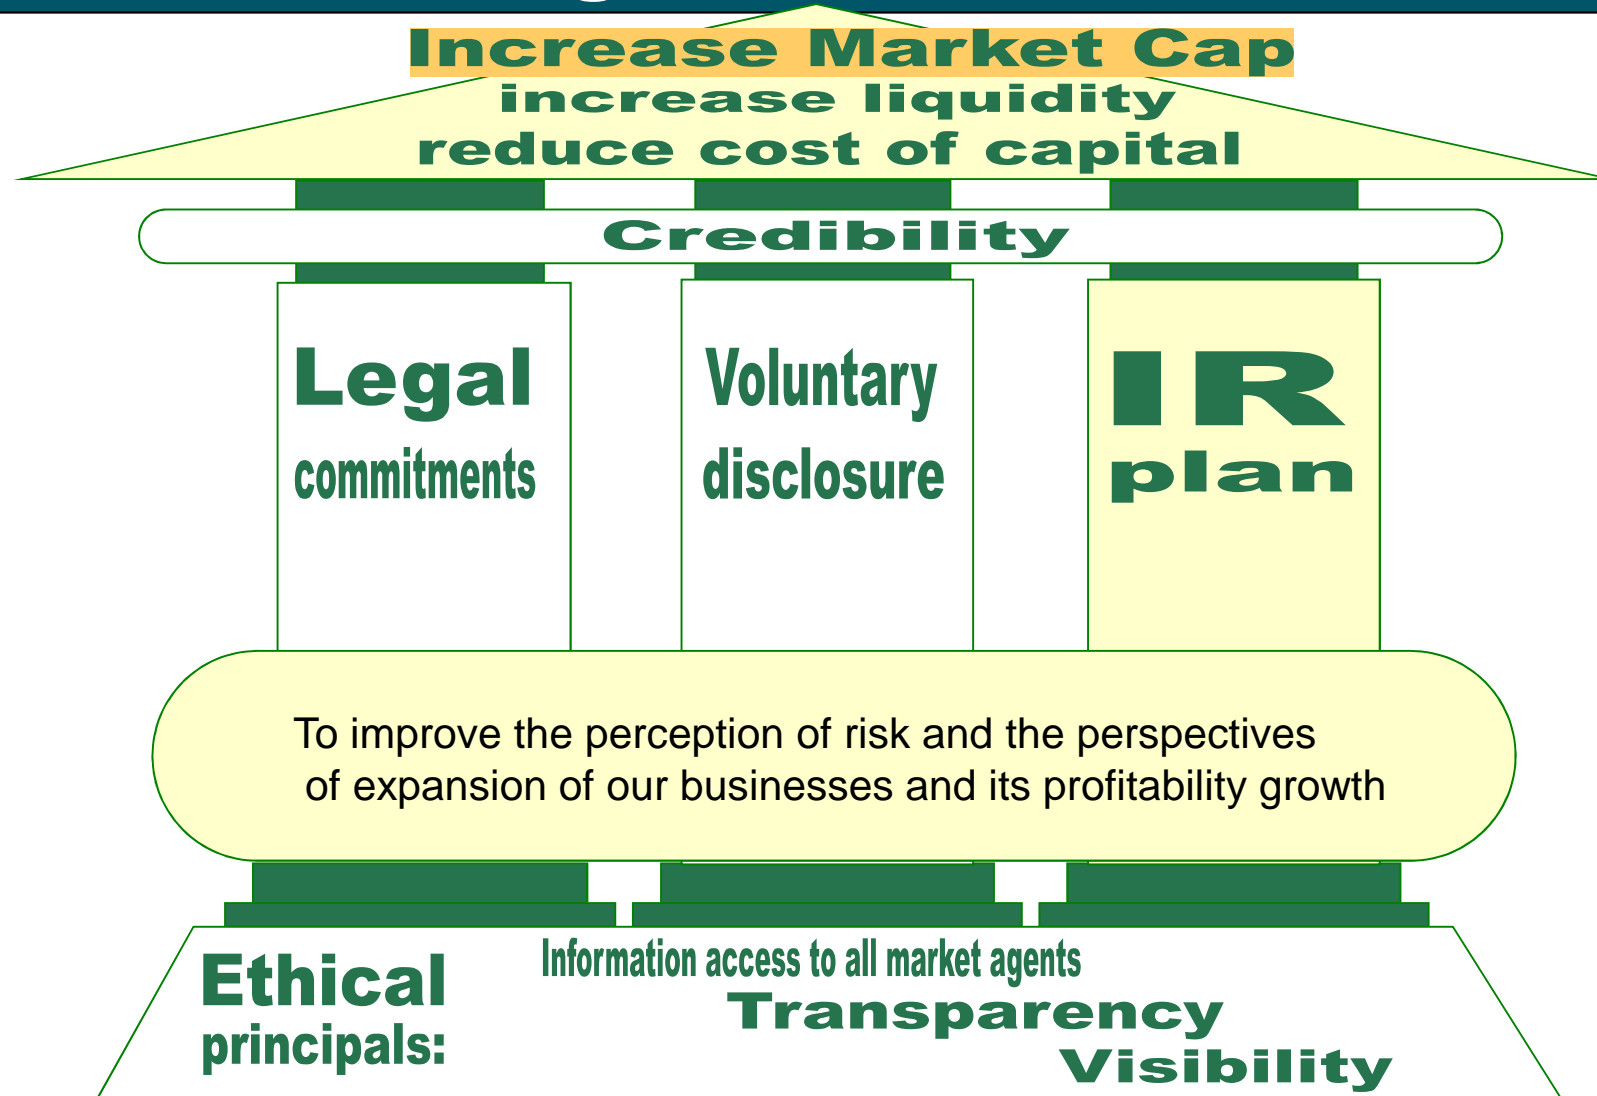 Increase Market Cap
increase liquidity
reduce cost of capital
Credibility
Legal
commitments
Voluntary
disclosure
IR
plan
To improve the perception of risk and the perspectives
of expansion of our businesses and its profitability growth
Ethical
principals:
Information access to all market agents
Transparency
Visibility